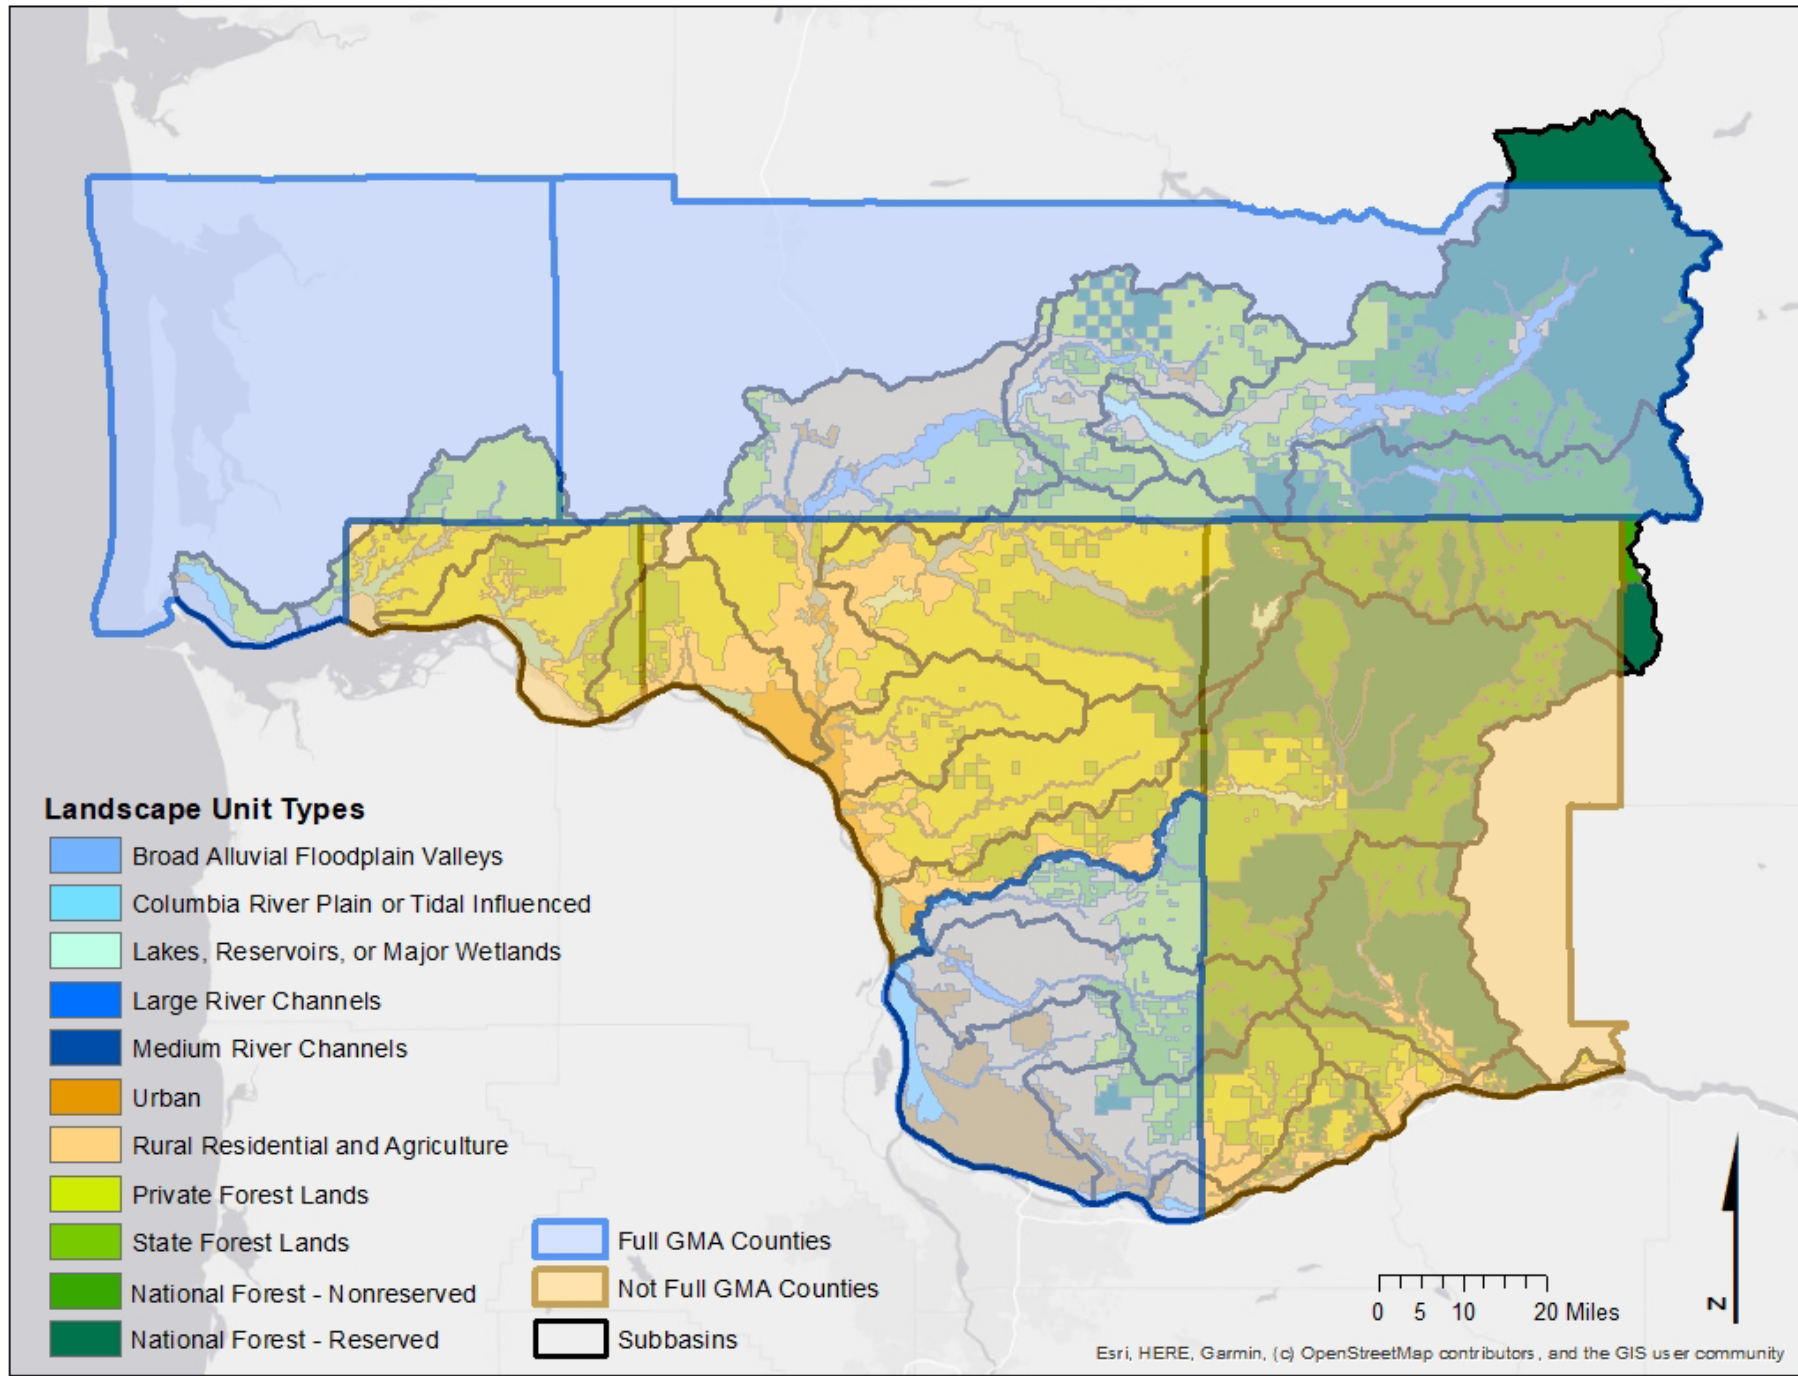 Landscape Unit Types
Broad Alluvial Floodplain Valleys
Columbia River Plain or Tidal Influenced
Lakes, Reservoirs, or Major Wetlands
Large River Channels
Medium River Channels
Urban
Rural Residential and Agriculture
Private Forest Lands
State Forest Lands
National Forest - Nonreserved
National Forest - Reserved
Full GMA Counties
Not Full GMA Counties
Subbasins
0 5 10 20 Miles
N
Esri, HERE, Garmin, (c) OpenStreetMap contributors, and the GIS user community